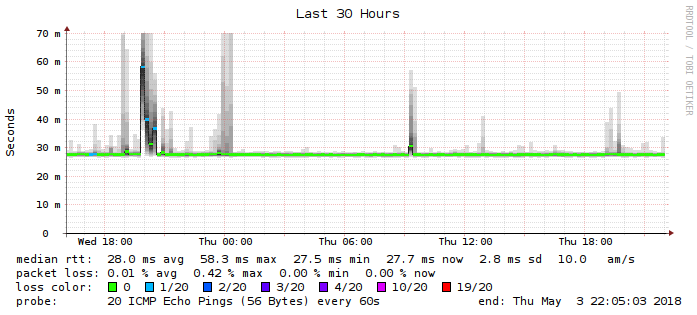 Last 30 Hours
RRDTOOL / TOBI OETIKER
Seconds
70 m
60 m
50 m
40 m
30 m
20 m
10 m
0
Wed 18:00 Thu 00:00 Thu 06:00 Thu 12:00 Thu 18:00
median rtt: 28.0 ms avg 58.3 ms max 27.5 ms min 27.7 ms now 2.8 ms sd 10.0 am/s
packet loss: 0.01 % avg 0.42 % max 0.00 % min 0.00 % now
loss color: 0 1/20 2/20 3/20 4/20 10/20 19/20
probe: 20 ICMP Echo Pings (56 Bytes) every 60s end: Thu May 3 22:05:03 2018